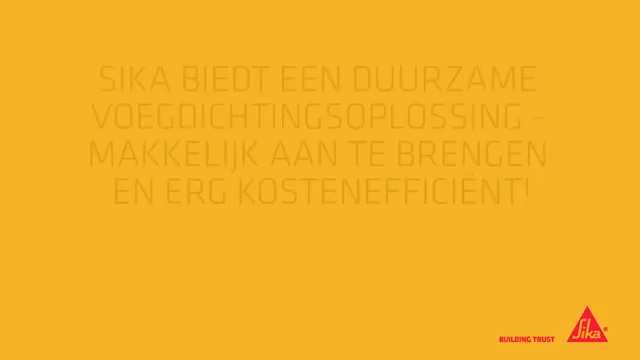 SIKA BIEDT EEN DUURZAME
VOEGDICHTINGSOPLOSSING –
MAKKELIJK AAN TE BRENGEN
EN ERG KOSTENEFFICIËNT!
BUILDING TRUST
Sika®